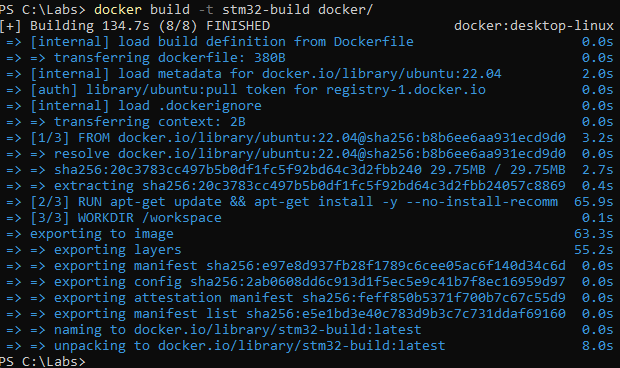 PS C:\Labs> docker build -t stm32-build docker/
[+] Building 134.7s (8/8) FINISHED docker:desktop-linux
=> [internal] load build definition from Dockerfile 0.0s
=> => transferring dockerfile: 380B 0.0s
=> [internal] load metadata for docker.io/library/ubuntu:22.04 2.0s
=> [auth] library/ubuntu:pull token for registry-1.docker.io 0.0s
=> [internal] load .dockerignore 0.0s
=> => transferring context: 2B 0.0s
=> [1/3] FROM docker.io/library/ubuntu:22.04@sha256:b8b6ee6aa931ecd9d0 3.2s
=> => resolve docker.io/library/ubuntu:22.04@sha256:b8b6ee6aa931ecd9d0 0.0s
=> => sha256:20c3783cc497b5b0df1fc5f92bd64c3d2fbb240 29.75MB / 29.75MB 2.7s
=> => extracting sha256:20c3783cc497b5b0df1fc5f92bd64c3d2fbb24057c8869 0.4s
=> [2/3] RUN apt-get update && apt-get install -y --no-install-recomm 65.9s
=> [3/3] WORKDIR /workspace 0.1s
=> exporting to image 63.3s
=> => exporting layers 55.2s
=> => exporting manifest sha256:e97e8d937fb28f1789c6cee05ac6f140d34c6d 0.0s
=> => exporting config sha256:2ab0608dd6c913d1f5ec5e9c41b7f8ec16959d97 0.0s
=> => exporting attestation manifest sha256:feff850b5371f700b7c67c55d9 0.0s
=> => exporting manifest list sha256:e5e1bd3e40c783d9b3c7c731ddaf69160 0.0s
=> => naming to docker.io/library/stm32-build:latest 0.0s
=> => unpacking to docker.io/library/stm32-build:latest 8.0s
PS C:\Labs>